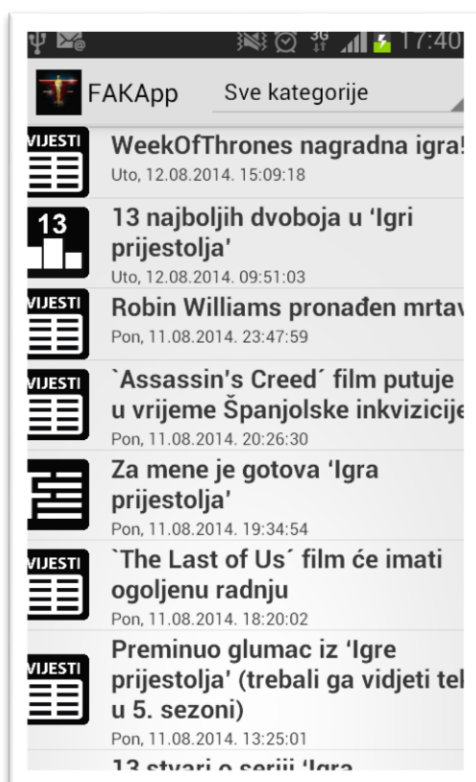 3G 17:40
FAKApp Sve kategorije
VIJESTI
WeekOfThrones nagradna igra!
Uto, 12.08.2014. 15:09:18
13
13 najboljih dvoboja u ‘Igri
prijestolja’
Uto, 12.08.2014. 09:51:03
VIJESTI
Robin Williams pronađen mrtav
Pon, 11.08.2014. 23:47:59
VIJESTI
`Assassin's Creed´ film putuje
u vrijeme Španjolske inkvizicije
Pon, 11.08.2014. 20:26:30
Za mene je gotova ‘Igra
prijestolja’
Pon, 11.08.2014. 19:34:54
VIJESTI
`The Last of Us´ film će imati
ogoljenu radnju
Pon, 11.08.2014. 18:20:02
VIJESTI
Preminuo glumac iz ‘Igre
prijestolja’ (trebali ga vidjeti tek
u 5. sezoni)
Pon, 11.08.2014. 13:25:01
13 stvari o seriji ‘Igra